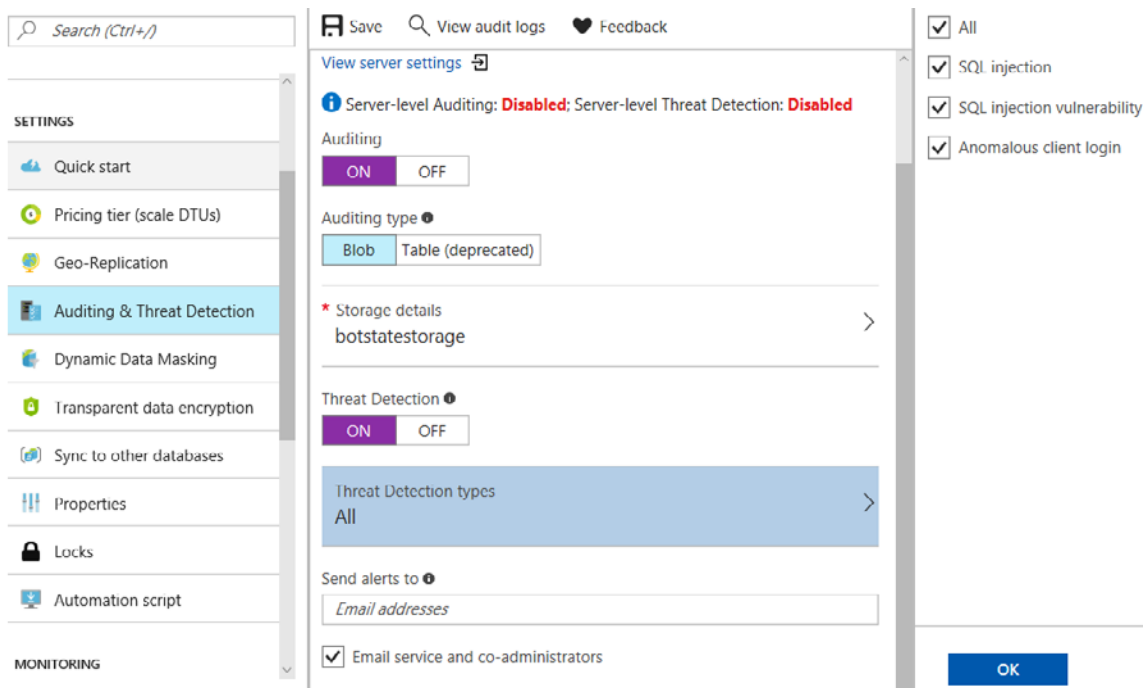 Search (Ctrl+/)
SETTINGS
Quick start
Pricing tier (scale DTUs)
Geo-Replication
Auditing & Threat Detection
Dynamic Data Masking
Transparent data encryption
Sync to other databases
Properties
Locks
Automation script
MONITORING
Save View audit logs Feedback
View server settings
Server-level Auditing: Disabled; Server-level Threat Detection: Disabled
Auditing
ON OFF
Auditing type
Blob Table (deprecated)
* Storage details
botstatestorage
Threat Detection
ON OFF
Threat Detection types
All
Send alerts to
Email addresses
Email service and co-administrators
All
SQL injection
SQL injection vulnerability
Anomalous client login
OK